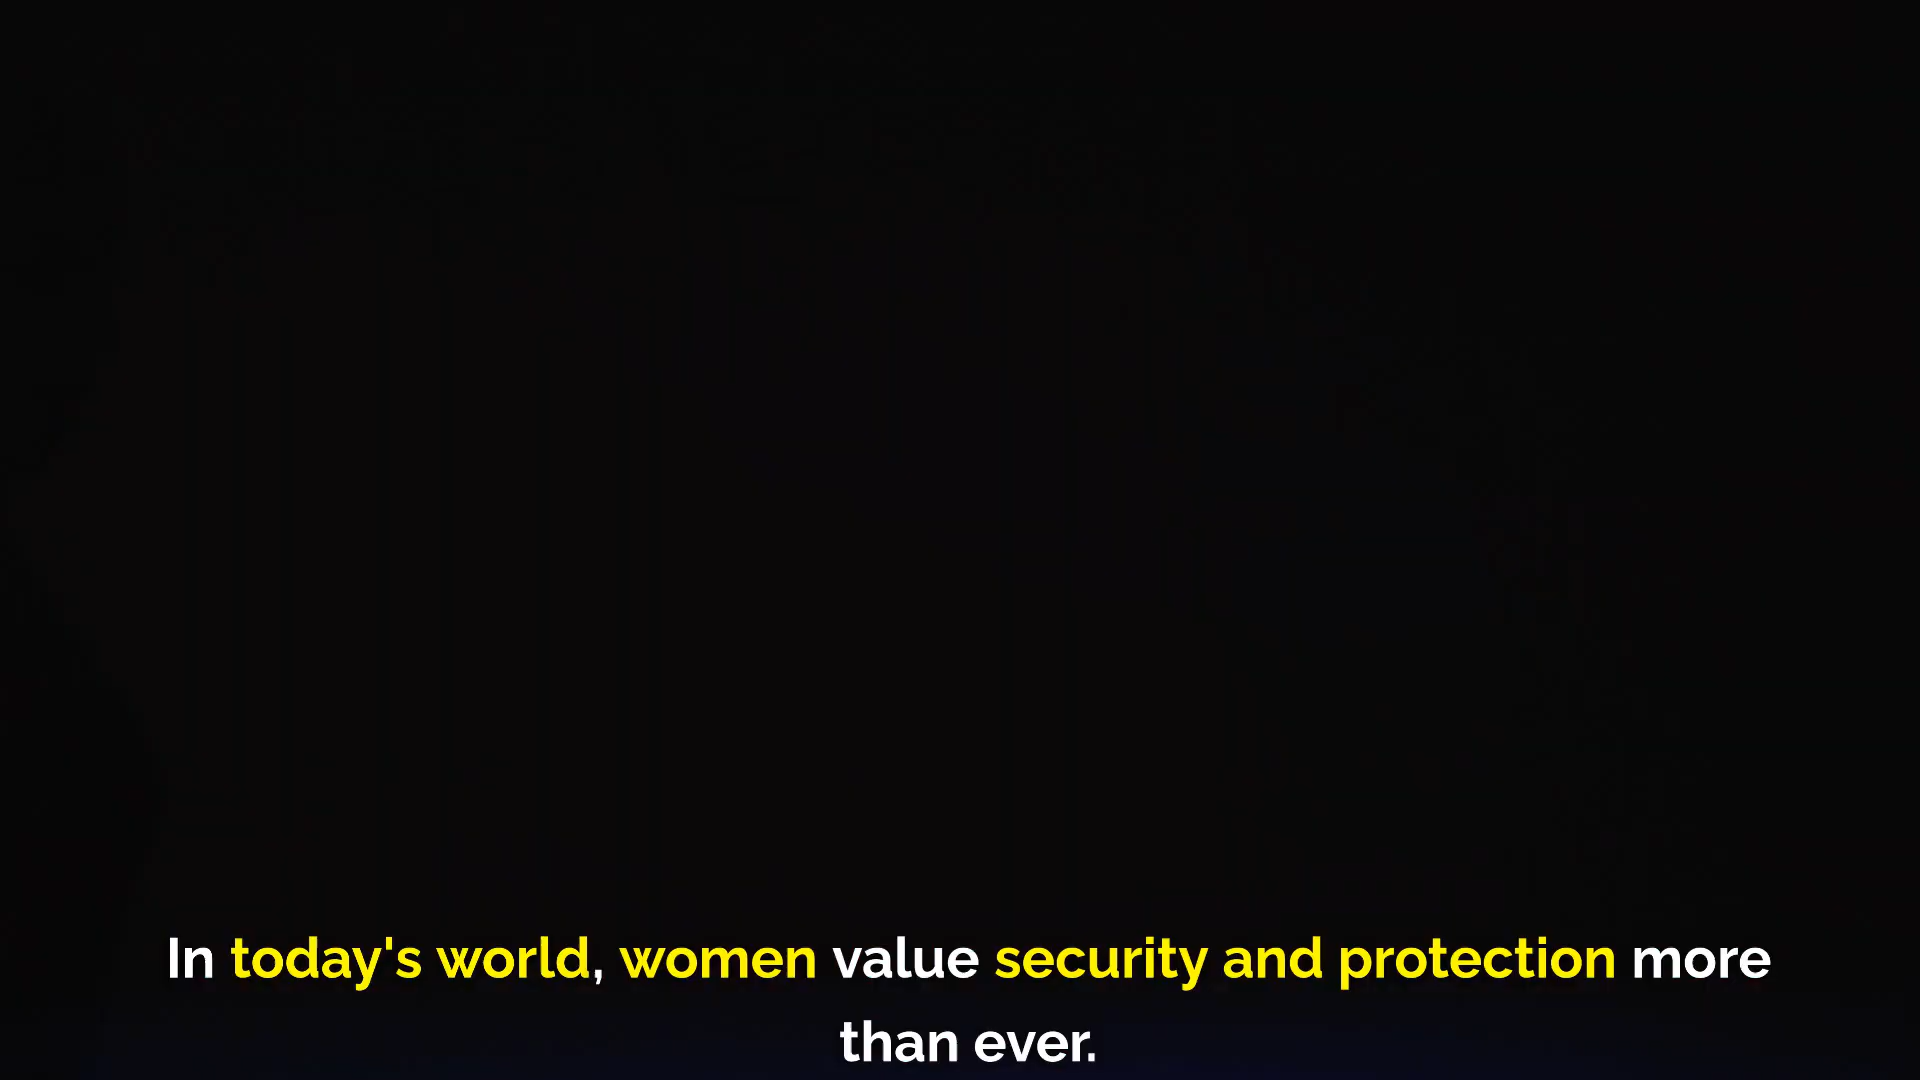 In today's world, women value security and protection more
than ever.